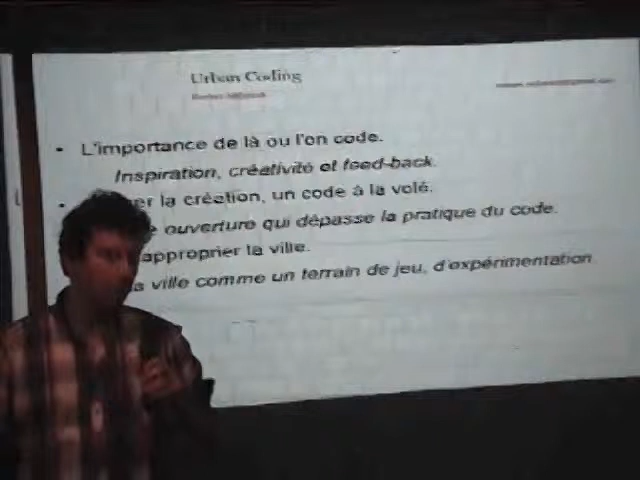 Urban Coding
• L'importance de là ou l'on code.
Inspiration, créativité et feed-back.
• er la création, un code à la volé.
ouverture qui dépasse la pratique du code.
approprier la ville.
ville comme un terrain de jeu, d'expérimentation